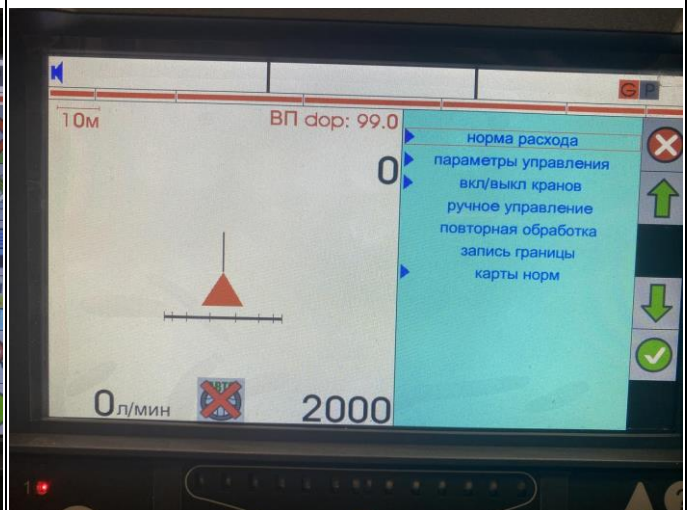 G P
10м
ВП dop: 99.0
0
норма расхода
параметры управления
вкл/выкл кранов
ручное управление
повторная обработка
запись границы
карты норм
0 л/мин
2000
1